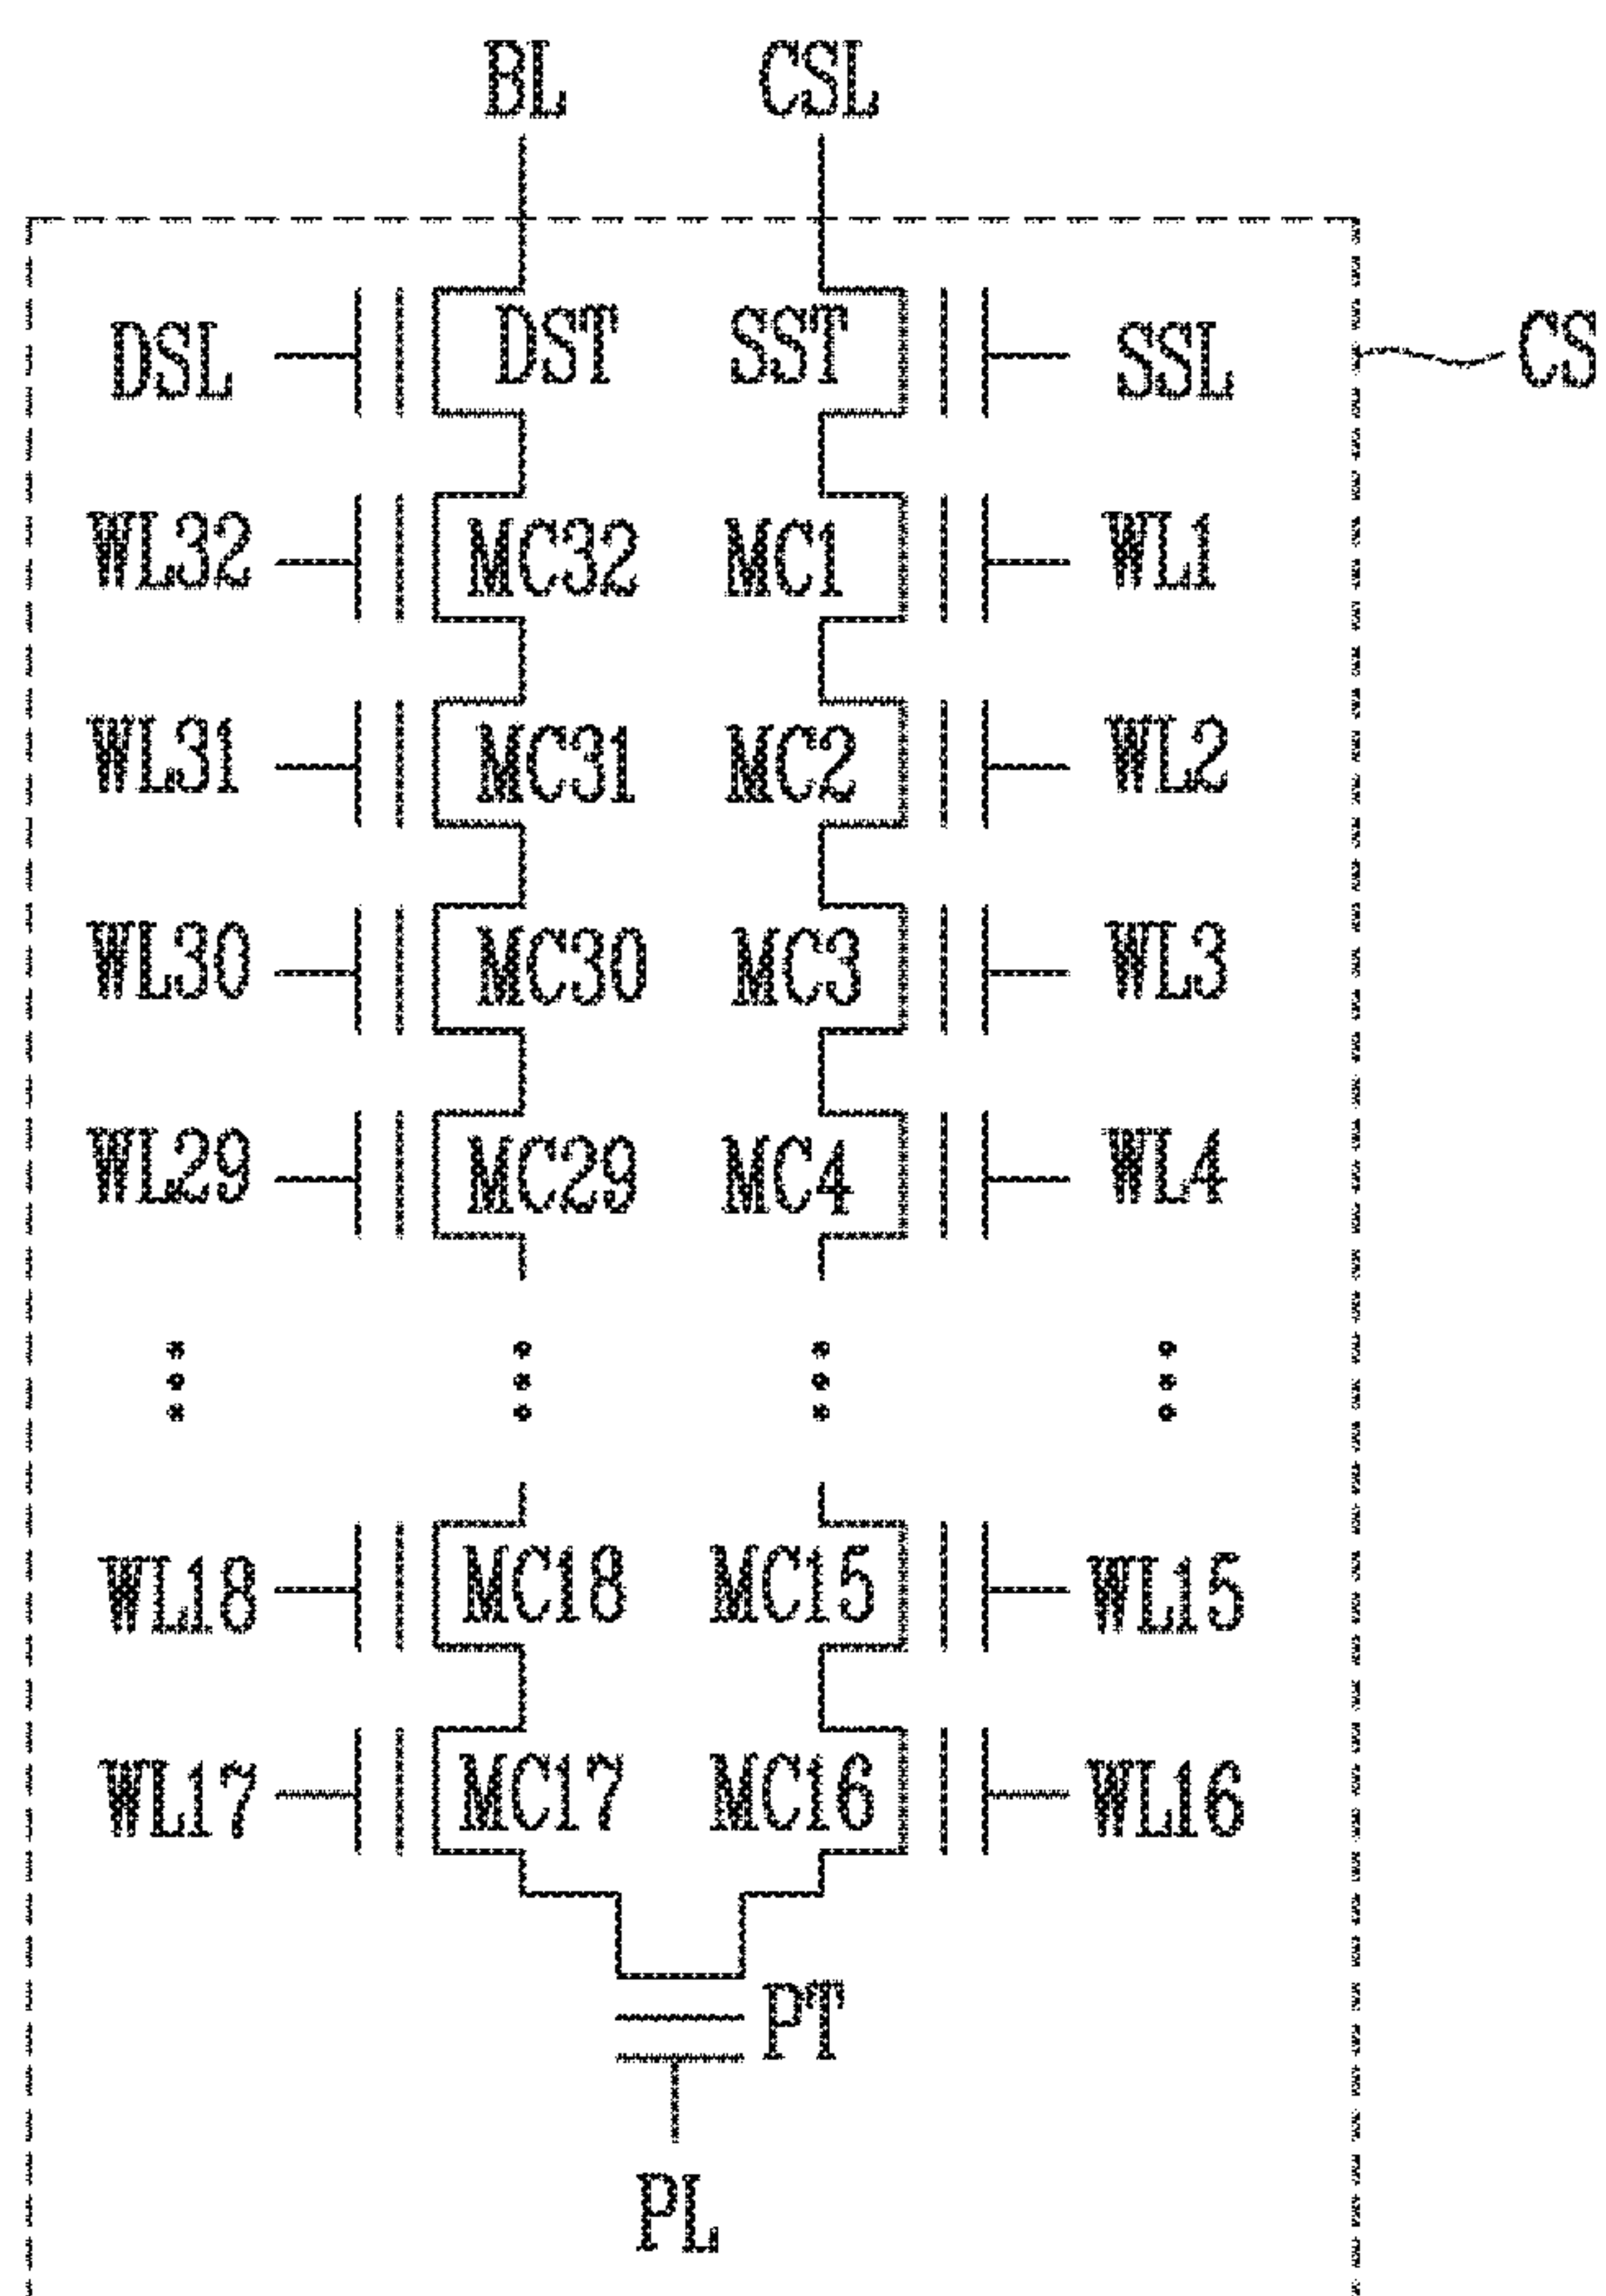 BL CSL
DSL DST SST SSL CS
WL32 MC32 MC1 WL1
WL31 MC31 MC2 WL2
WL30 MC30 MC3 WL3
WL29 MC29 MC4 WL4
WL18 MC18 MC15 WL15
WL17 MC17 MC16 WL16
PT
PL